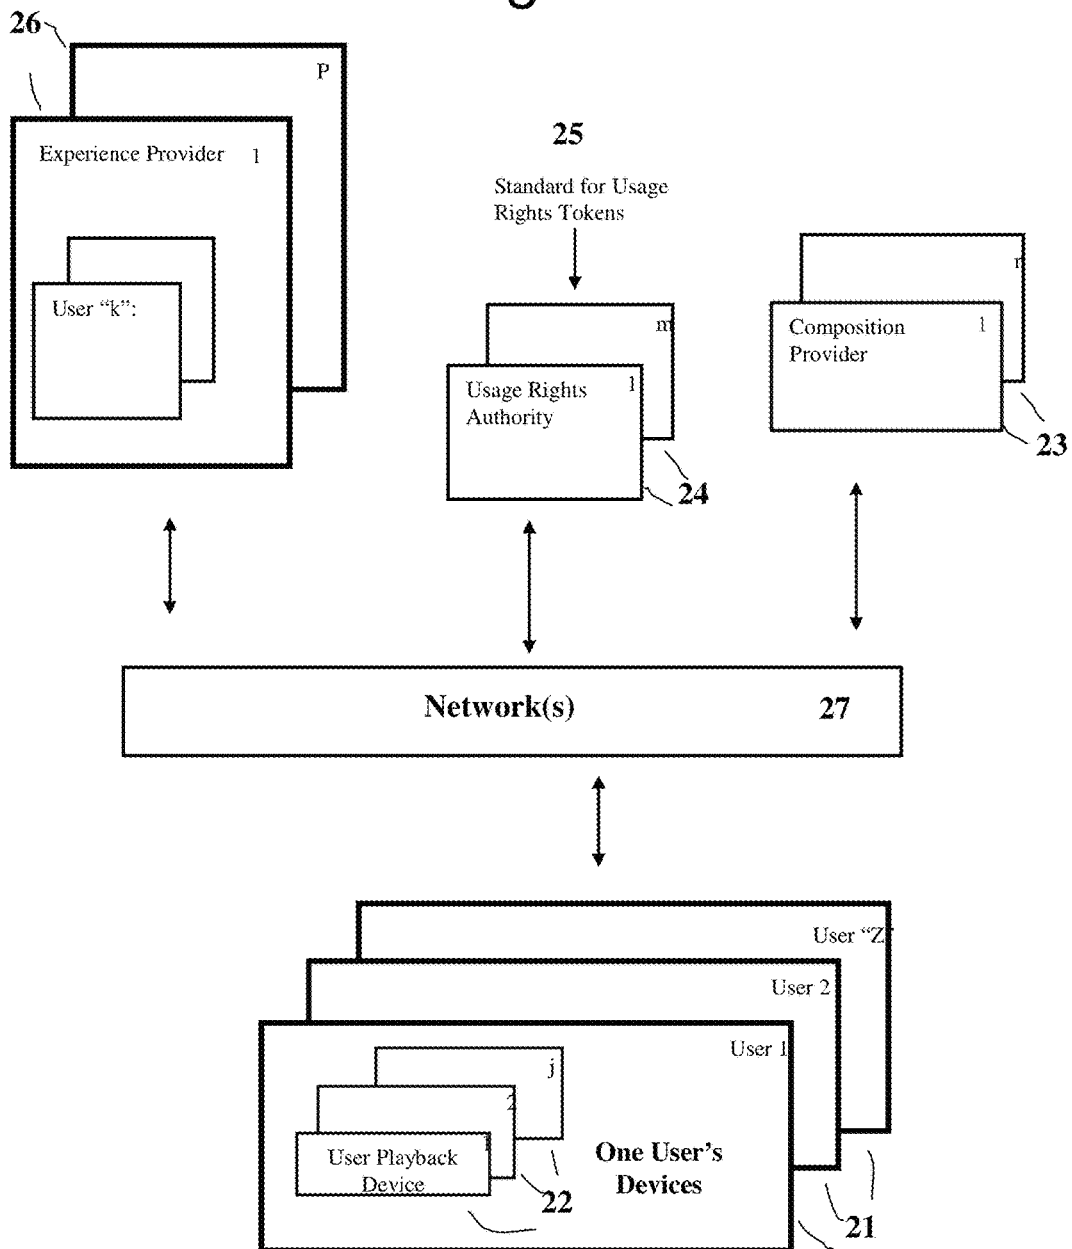 26
P
Experience Provider 1
User “k”:
25
Standard for Usage
Rights Tokens
m
Usage Rights 1
Authority
24
Composition 1
Provider
23
Network(s) 27
User “Z
User 2
User 1
j
2
1
User Playback
Device
One User’s
Devices
22
21